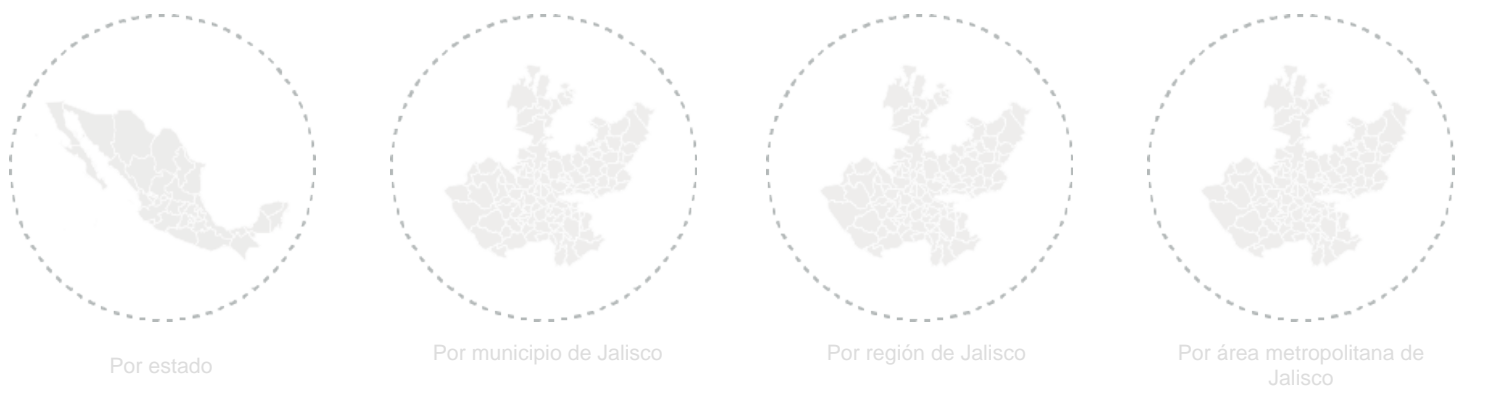 Por estado
Por municipio de Jalisco
Por región de Jalisco
Por área metropolitana de
Jalisco